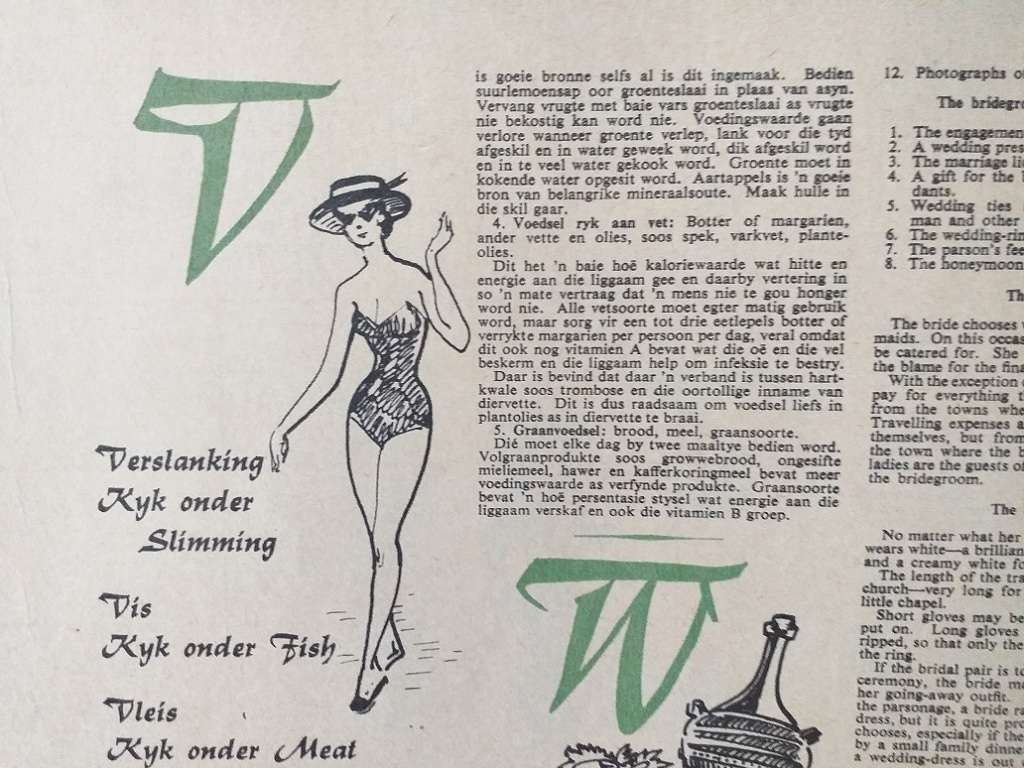 V
Verslanking
Kyk onder
Slimming
Vis
Kyk onder Fish
Vleis
Kyk onder Meat
is goeie bronne selfs al is dit ingemaak. Bedien
suurlemoensap oor groenteslaai in plaas van asyn.
Vervang vrugte met baie vars groenteslaai as vrugte
nie bekostig kan word nie. Voedingswaarde gaan
verlore wanneer groente verlep, lank voor die tyd
afgeskil en in water geweek word, dik afgeskil word
en in te veel water gekook word. Groente moet in
kokende water opgesit word. Aartappels is 'n goeie
bron van belangrike mineraalsoute. Maak hulle in
die skil gaar.
4. Voedsel ryk aan vet: Botter of margarien,
ander vette en olies, soos spek, varkvet, plante-
olies.
Dit het 'n baie hoë kaloriewaarde wat hitte en
energie aan die liggaam gee en daarby vertering in
so 'n mate vertraag dat 'n mens nie te gou honger
word nie. Alle vetsoorte moet egter matig gebruik
word, maar sorg vir een tot drie eetlepels botter of
verrykte margarien per persoon per dag, veral omdat
dit ook nog vitamien A bevat wat die oë en die vel
beskerm en die liggaam help om infeksie te bestry.
Daar is bevind dat daar 'n verband is tussen hart-
kwale soos trombose en die oortollige inname van
diervette. Dit is dus raadsaam om voedsel liefs in
plantolies as in diervette te braai.
5. Graanvoedsel: brood, meel, graansoorte.
Dié moet elke dag by twee maaltye bedien word.
Volgraanprodukte soos growwebrood, ongesifte
mieliemeel, hawer en kafferkoringmeel bevat meer
voedingswaarde as verfynde produkte. Graansoorte
bevat 'n hoë persentasie stysel wat energie aan die
liggaam verskaf en ook die vitamien B groep.
W
12. Photographs
The
1. The
2. A wedding
3. The marriage
4. A gift for the
dants.
5. Wedding ties
man and other
6. The
7. The parson's
8. The honeymoon
The bride chooses
maids. On this
be catered for. She
the blame for the
With the exception
pay for everything
from the towns
Travelling expenses
themselves, but from
the town where the
ladies are the guests
the bridegroom.
The
No matter what her
wears white—a
and a creamy white
The length of the
church—very long for
little chapel.
Short gloves may be
put on. Long gloves
ripped, so that only the
the ring.
If the bridal pair is to
ceremony, the bride
her going-away outfit.
the parsonage, a bride
dress, but it is quite
chooses, especially if the
by a small family
a wedding-dress is out